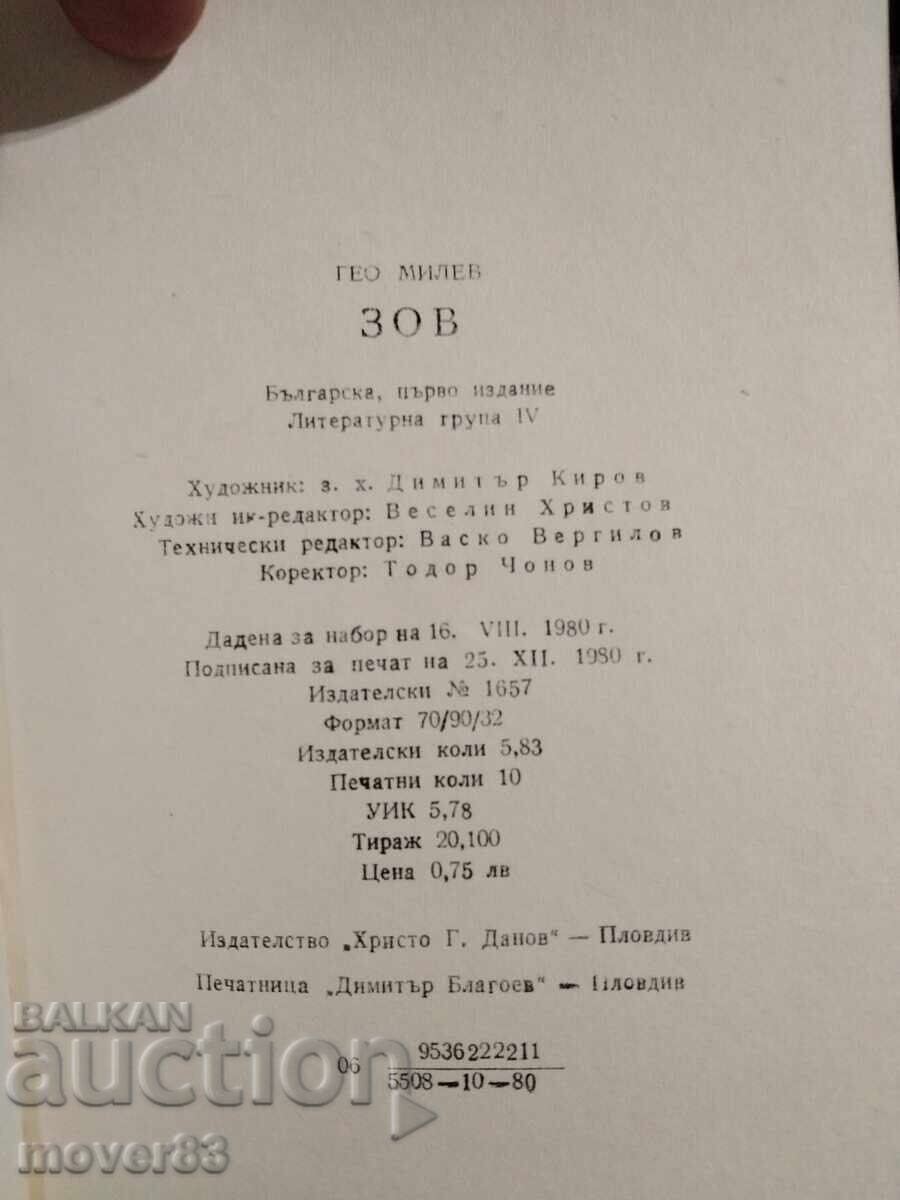 ГЕО МИЛЕВ
ЗОВ
Българска, първо издание
Литературна група IV
Художник: з. х. Димитър Киров
Художник-редактор: Веселин Христов
Технически редактор: Васко Вергилов
Коректор: Тодор Чонов
Дадена за набор на 16. VIII. 1980 г.
Подписана за печат на 25. XII. 1980 г.
Издателски № 1657
Формат 70/90/32
Издателски коли 5,83
Печатни коли 10
УИК 5,78
Тираж 20,100
Цена 0,75 лв
Издателство „Христо Г. Данов“ — Пловдив
Печатница „Димитър Благоев“ — Пловдив
06 9536222211
5508—10—80
BALKAN
auction
mover83